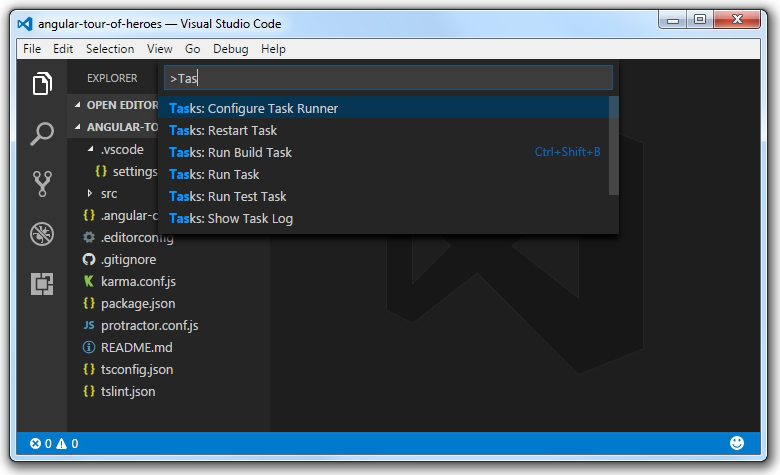 angular-tour-of-heroes — Visual Studio Code
File Edit Selection View Go Debug Help
EXPLORER
>Tas
OPEN EDITOR
Tasks: Configure Task Runner
ANGULAR-TO
Tasks: Restart Task
.vscode
Tasks: Run Build Task Ctrl+Shift+B
{} settings
Tasks: Run Task
src
Tasks: Run Test Task
{} .angular-c
Tasks: Show Task Log
.editorconfig
.gitignore
karma.conf.js
{} package.json
JS protractor.conf.js
README.md
{} tsconfig.json
{} tslint.json
0 0